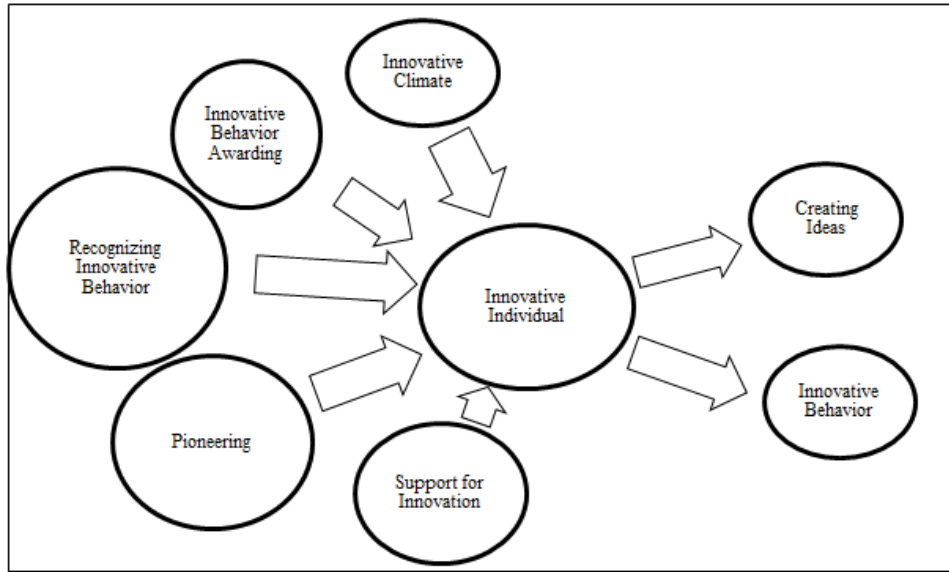 Innovative
Climate
Innovative
Behavior
Awarding
Recognizing
Innovative
Behavior
Pioneering
Support for
Innovation
Innovative
Individual
Creating
Ideas
Innovative
Behavior